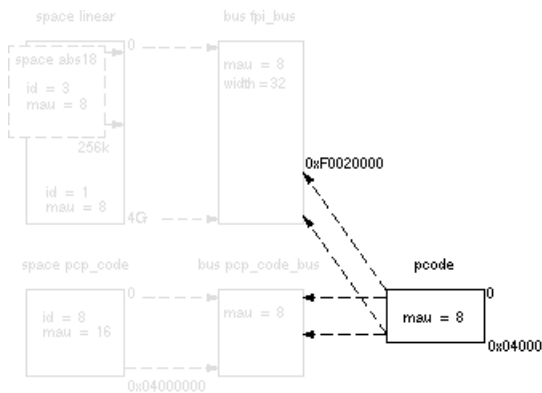 space linear
bus fpi_bus
0
space abs18
id = 3
mau = 8
mau = 8
width = 32
256k
0xF0020000
id = 1
mau = 8
4G
space pcp_code
bus pcp_code_bus
pcode
0
0
id = 8
mau = 16
mau = 8
mau = 8
0x04000
0x04000000